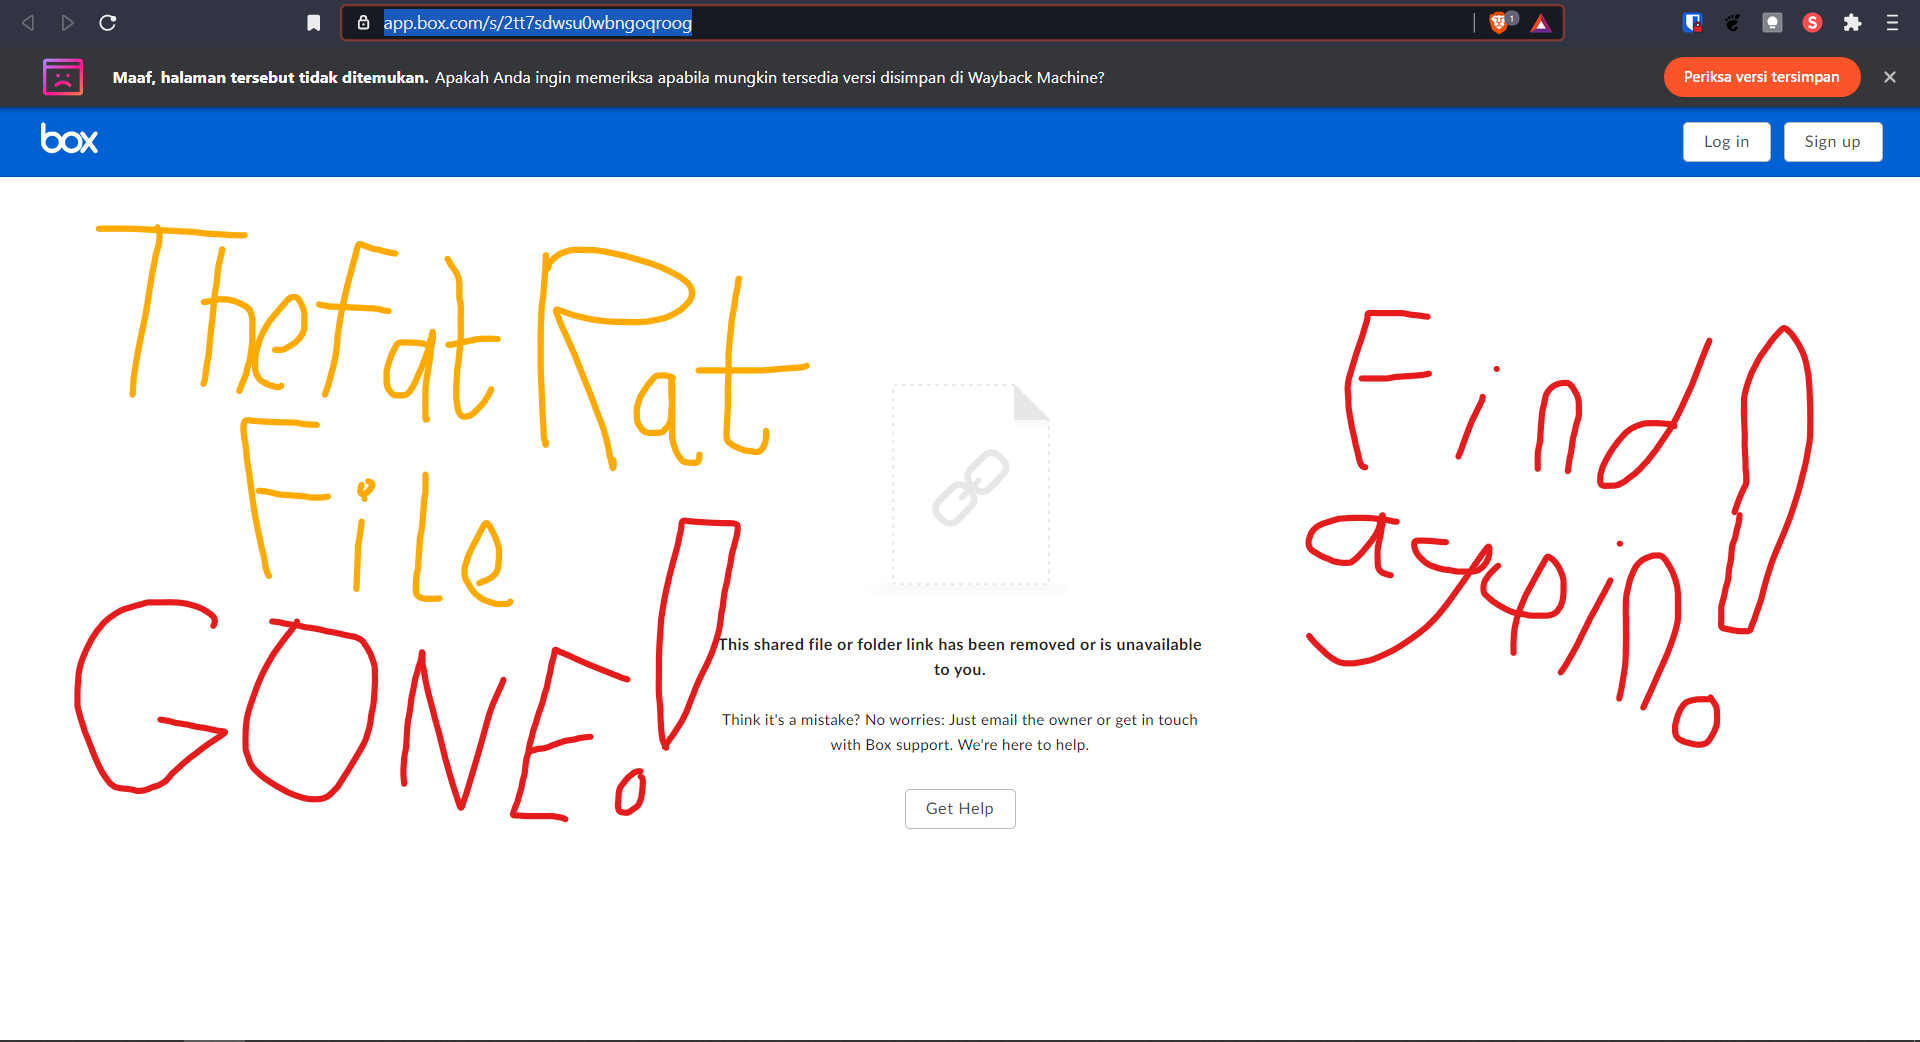 app.box.com/s/2tt7sdwsu0wbngoqroog
1
S
Maaf, halaman tersebut tidak ditemukan. Apakah Anda ingin memeriksa apabila mungkin tersedia versi disimpan di Wayback Machine?
Periksa versi tersimpan
box
Log in
Sign up
TheFatRat
File
GONE!
Find
again!
This shared file or folder link has been removed or is unavailable
to you.
Think it's a mistake? No worries: Just email the owner or get in touch
with Box support. We're here to help.
Get Help